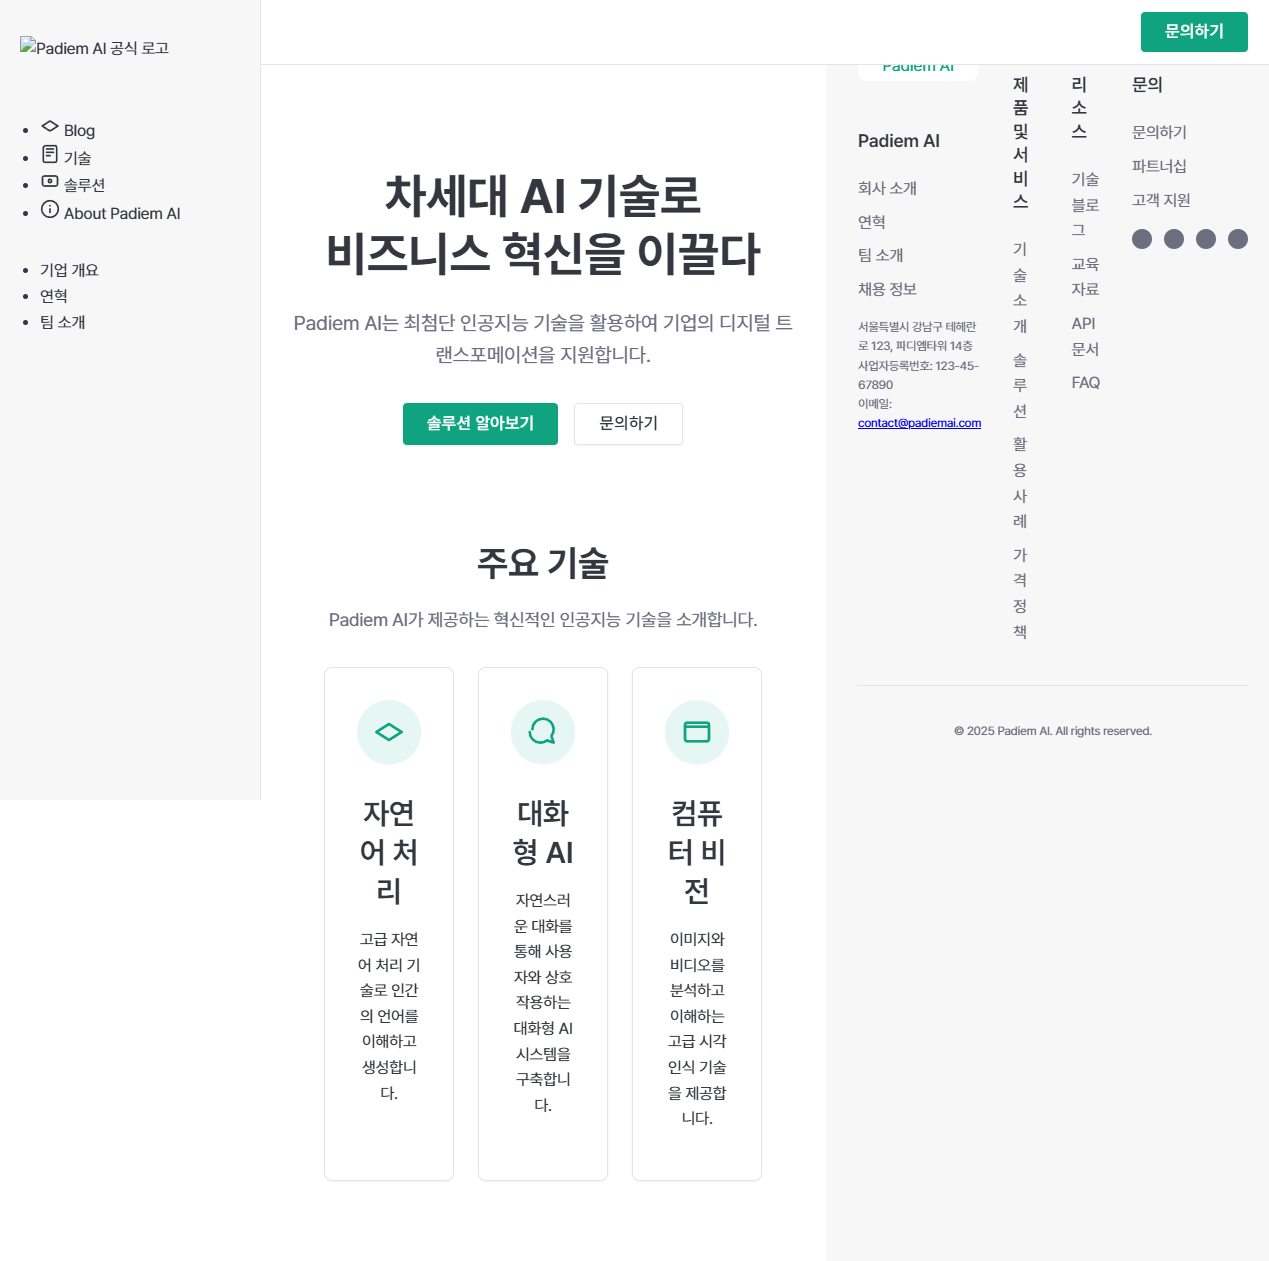 Padiem AI 공식 로고
Blog
기술
솔루션
About Padiem AI
기업 개요
연혁
팀 소개
문의하기
차세대 AI 기술로
비즈니스 혁신을 이끌다
Padiem AI는 최첨단 인공지능 기술을 활용하여 기업의 디지털 트
랜스포메이션을 지원합니다.
솔루션 알아보기
문의하기
주요 기술
Padiem AI가 제공하는 혁신적인 인공지능 기술을 소개합니다.
자연
어 처
리
고급 자연
어 처리 기
술로 인간
의 언어를
이해하고
생성합니
다.
대화
형 AI
자연스러
운 대화를
통해 사용
자와 상호
작용하는
대화형 AI
시스템을
구축합니
다.
컴퓨
터 비
전
이미지와
비디오를
분석하고
이해하는
고급 시각
인식 기술
을 제공합
니다.
Padiem AI
Padiem AI
회사 소개
연혁
팀 소개
채용 정보
서울특별시 강남구 테헤란
로 123, 파디엠타워 14층
사업자등록번호: 123-45-
67890
이메일:
contact@padiemai.com
제
품
및
서
비
스
기
술
소
개
솔
루
션
활
용
사
례
가
격
정
책
리
소
스
기술
블로
그
교육
자료
API
문서
FAQ
문의
문의하기
파트너십
고객 지원
© 2025 Padiem AI. All rights reserved.